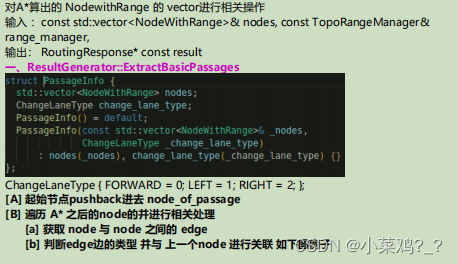 对A*算出的 NodewithRange 的 vector进行相关操作
输入 : const std::vector<NodeWithRange>& nodes, const TopoRangeManager&
range_manager,
输出: RoutingResponse* const result
一、ResultGenerator::ExtractBasicPassages
struct PassageInfo {
std::vector<NodeWithRange> nodes;
ChangeLaneType change_lane_type;
PassageInfo() = default;
PassageInfo(const std::vector<NodeWithRange>& _nodes,
ChangeLaneType _change_lane_type)
: nodes(_nodes), change_lane_type(_change_lane_type) {}
};
ChangeLaneType { FORWARD = 0; LEFT = 1; RIGHT = 2; };
[A] 起始节点pushback进去 node_of_passage
[B] 遍历 A* 之后的node的并进行相关处理
[a] 获取 node 与 node 之间的 edge
[b] 判断edge边的类型 并与 上一个node 进行关联 如下
CSDN @小菜鸡?_?